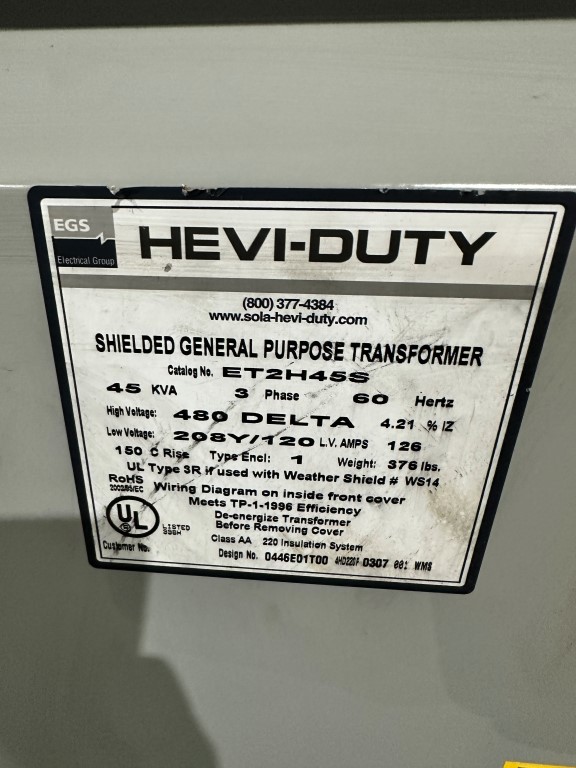 EGS
Electrical Group
HEVI-DUTY
(800) 377-4384
www.sola-hevi-duty.com
SHIELDED GENERAL PURPOSE TRANSFORMER
Catalog No. ET2H45S
45 KVA 3 Phase 60 Hertz
High Voltage: 480 DELTA 4.21 % IZ
Low Voltage: 208Y/120 L.V. AMPS 126
150 C Rise Type Encl: 1 Weight: 376 lbs.
UL Type 3R if used with Weather Shield # WS14
RoHS
2002/95/EC
Wiring Diagram on inside front cover
Meets TP-1-1996 Efficiency
De-energize Transformer
Before Removing Cover
UL LISTED
Class AA 220 Insulation System
Customer No.
Design No. 0446E01T00 0307 001 WMS